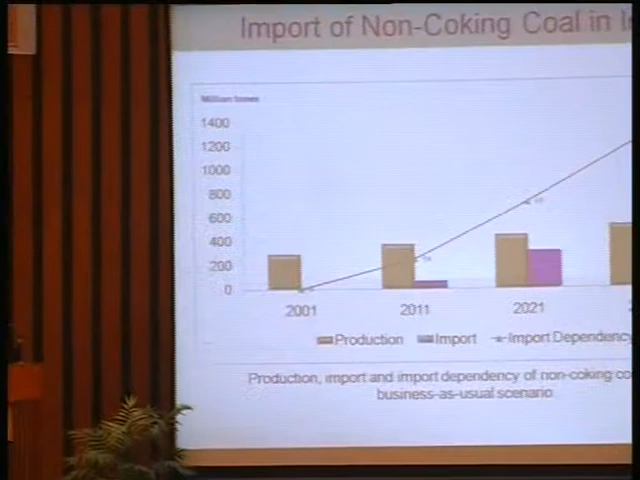 Import of Non-Coking Coal in
Million tones
1400
1200
1000
800
600
400
200
0
2001 2011 2021
Production Import Import Dependency
Production, import and import dependency of non-coking co
business-as-usual scenario